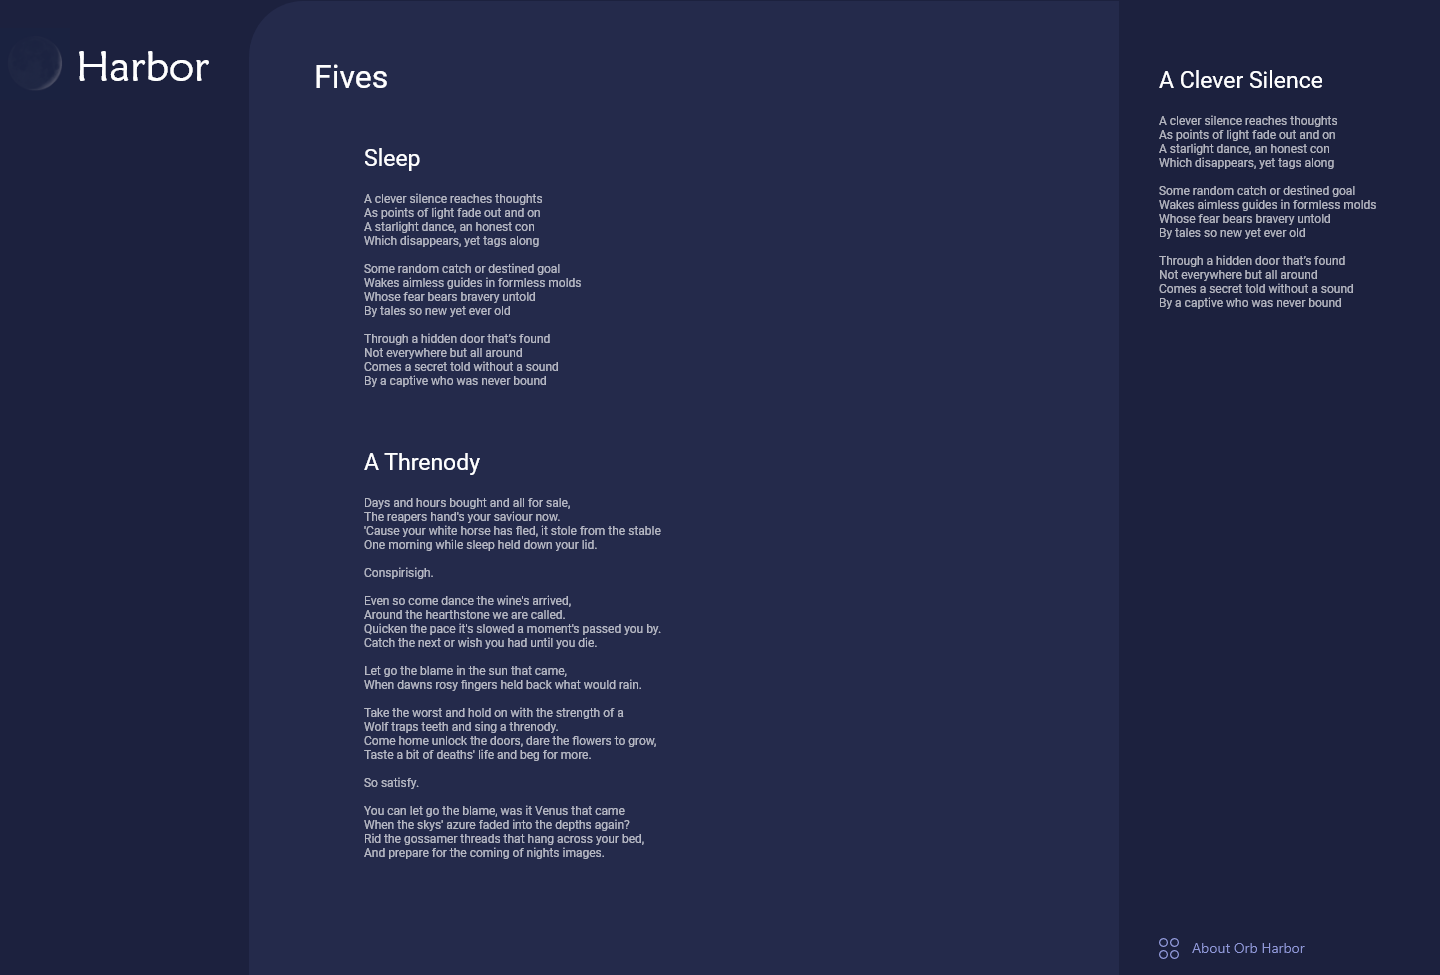 Harbor
Fives
Sleep
A clever silence reaches thoughts
As points of light fade out and on
A starlight dance, an honest con
Which disappears, yet tags along
Some random catch or destined goal
Wakes aimless guides in formless molds
Whose fear bears bravery untold
By tales so new yet ever old
Through a hidden door that's found
Not everywhere but all around
Comes a secret told without a sound
By a captive who was never bound
A Threnody
Days and hours bought and all for sale,
The reapers hand's your saviour now.
'Cause your white horse has fled, it stole from the stable
One morning while sleep held down your lid.
Conspirisigh.
Even so come dance the wine's arrived,
Around the hearthstone we are called.
Quicken the pace it's slowed a moment's passed you by.
Catch the next or wish you had until you die.
Let go the blame in the sun that came,
When dawns rosy fingers held back what would rain.
Take the worst and hold on with the strength of a
Wolf traps teeth and sing a threnody.
Come home unlock the doors, dare the flowers to grow,
Taste a bit of deaths' life and beg for more.
So satisfy.
You can let go the blame, was it Venus that came
When the skys' azure faded into the depths again?
Rid the gossamer threads that hang across your bed,
And prepare for the coming of nights images.
A Clever Silence
A clever silence reaches thoughts
As points of light fade out and on
A starlight dance, an honest con
Which disappears, yet tags along
Some random catch or destined goal
Wakes aimless guides in formless molds
Whose fear bears bravery untold
By tales so new yet ever old
Through a hidden door that's found
Not everywhere but all around
Comes a secret told without a sound
By a captive who was never bound
About Orb Harbor